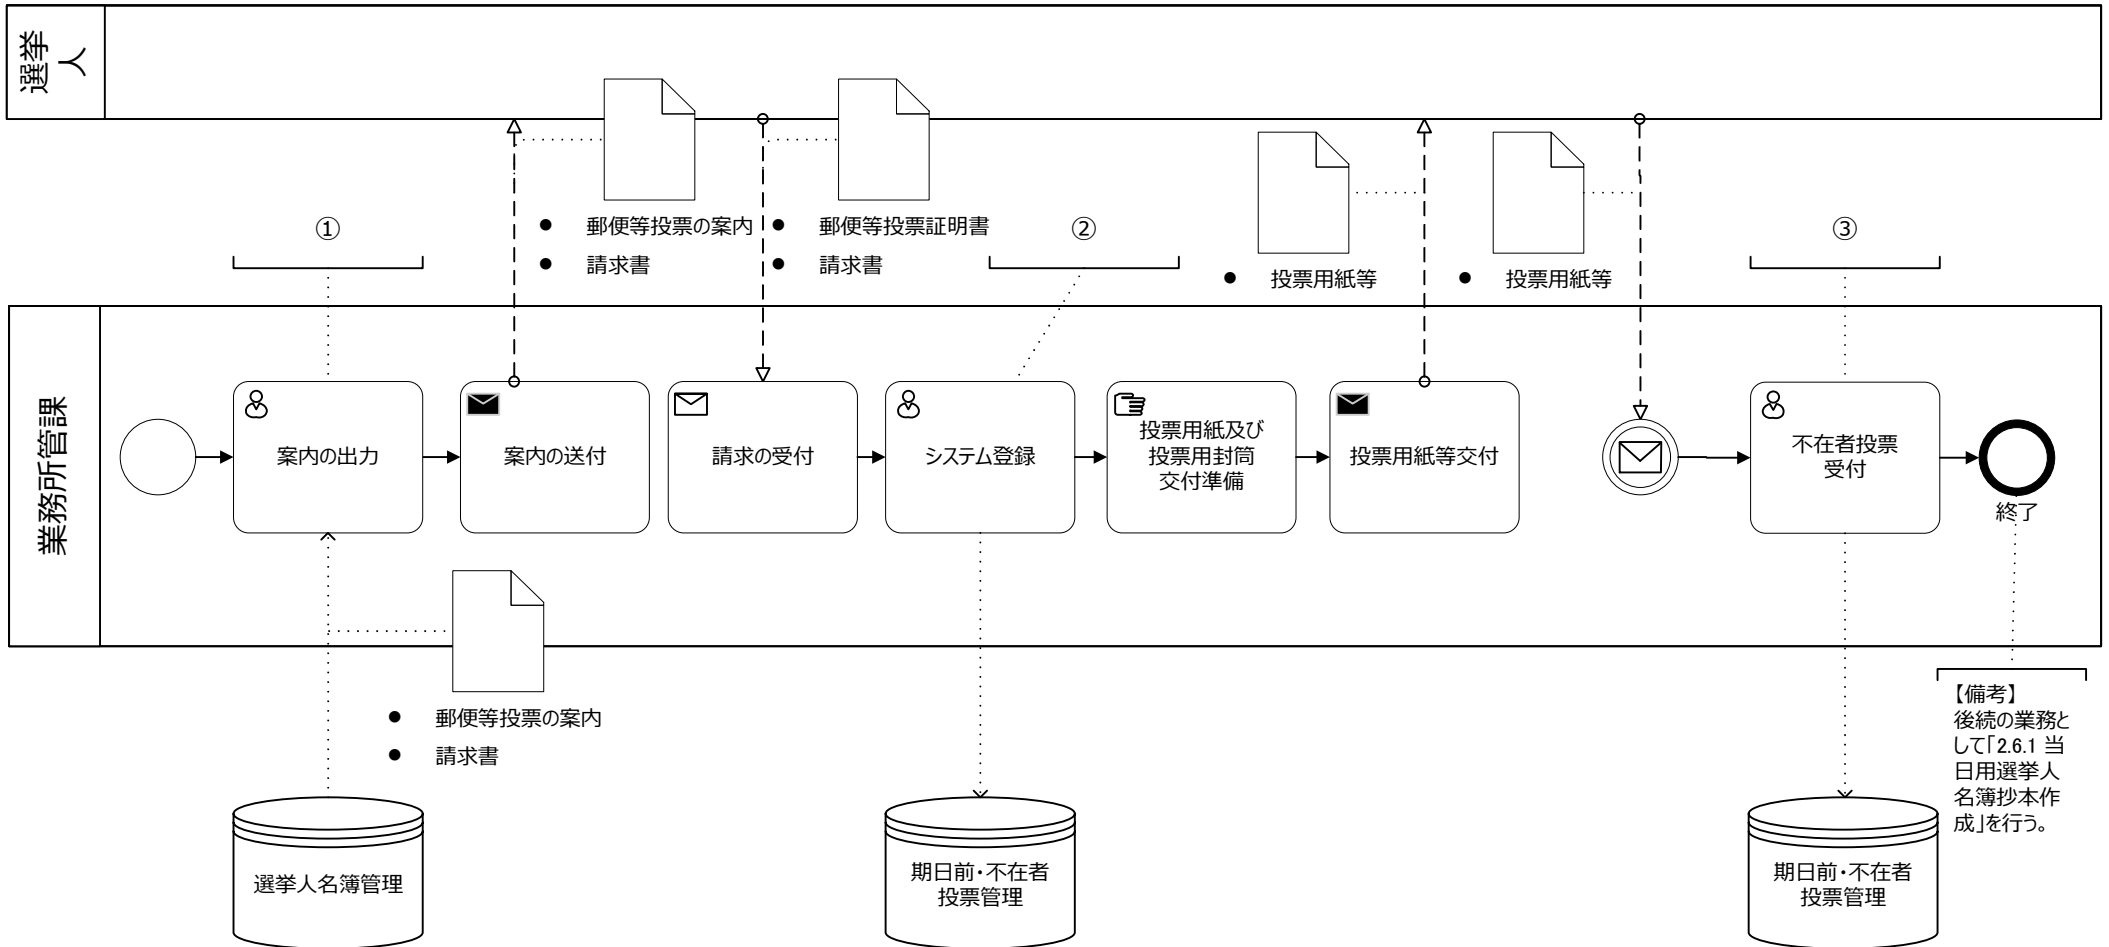 選挙
人
● 郵便等投票の案内
● 請求書
● 郵便等投票証明書
● 請求書
● 投票用紙等
● 投票用紙等
①
②
③
業務所管課
案内の出力
案内の送付
請求の受付
システム登録
投票用紙及び
投票用封筒
交付準備
投票用紙等交付
不在者投票
受付
終了
● 郵便等投票の案内
● 請求書
【備考】
後続の業務と
して「2.6.1 当
日用選挙人
名簿抄本作
成」を行う。
選挙人名簿管理
期日前・不在者
投票管理
期日前・不在者
投票管理